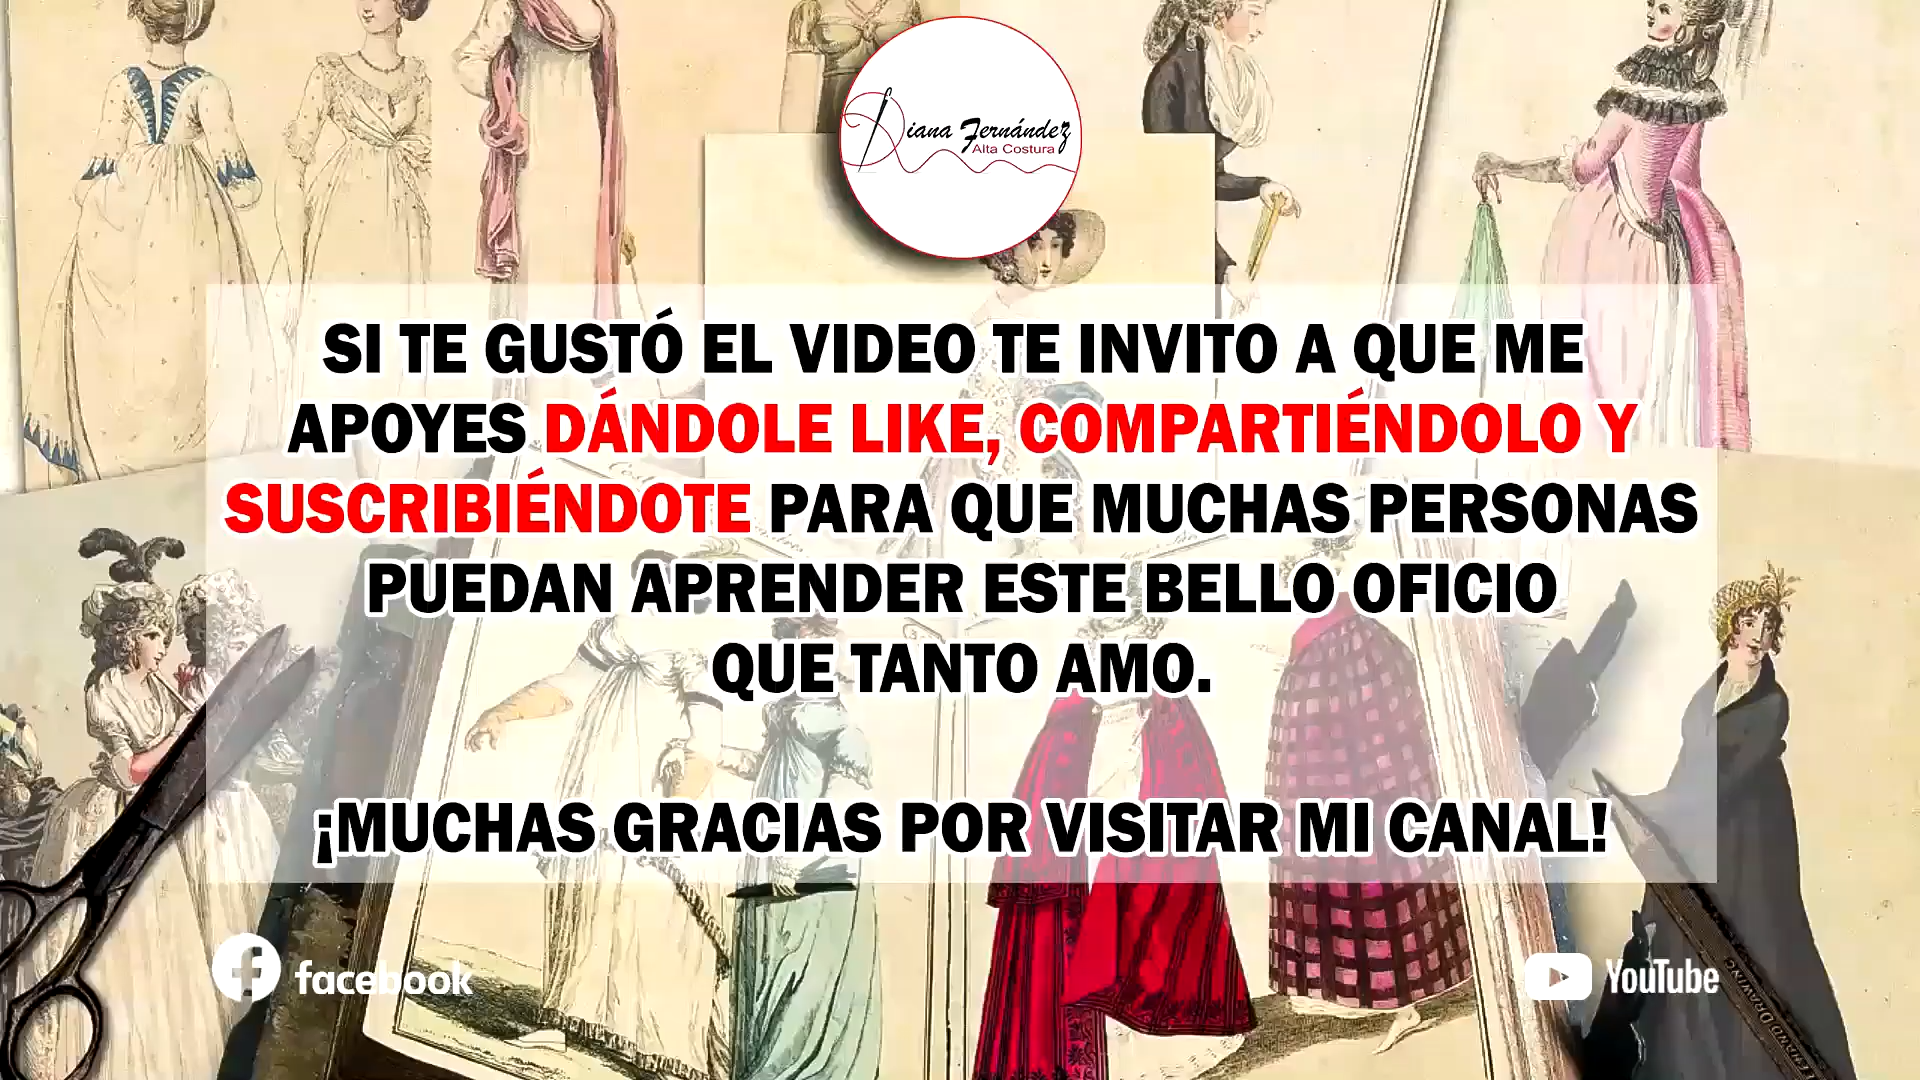 Diana Fernández
Alta Costura
SI TE GUSTÓ EL VIDEO TE INVITO A QUE ME
APOYES DÁNDOLE LIKE, COMPARTIÉNDOLO Y
SUSCRIBIÉNDOTE PARA QUE MUCHAS PERSONAS
PUEDAN APRENDER ESTE BELLO OFICIO
QUE TANTO AMO.
¡MUCHAS GRACIAS POR VISITAR MI CANAL!
facebook
YouTube